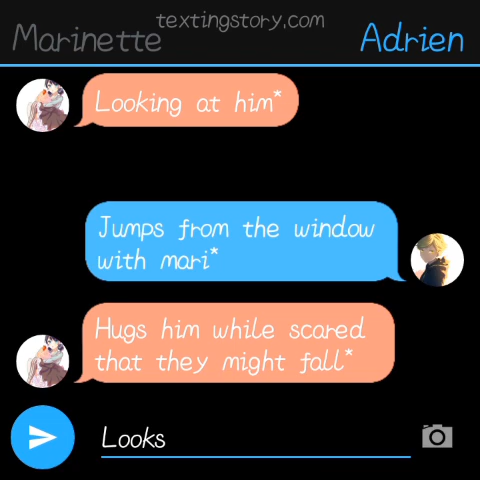 textingstory.com
Marinette
Adrien
Looking at him*
Jumps from the window
with mari*
Hugs him while scared
that they might fall*
Looks